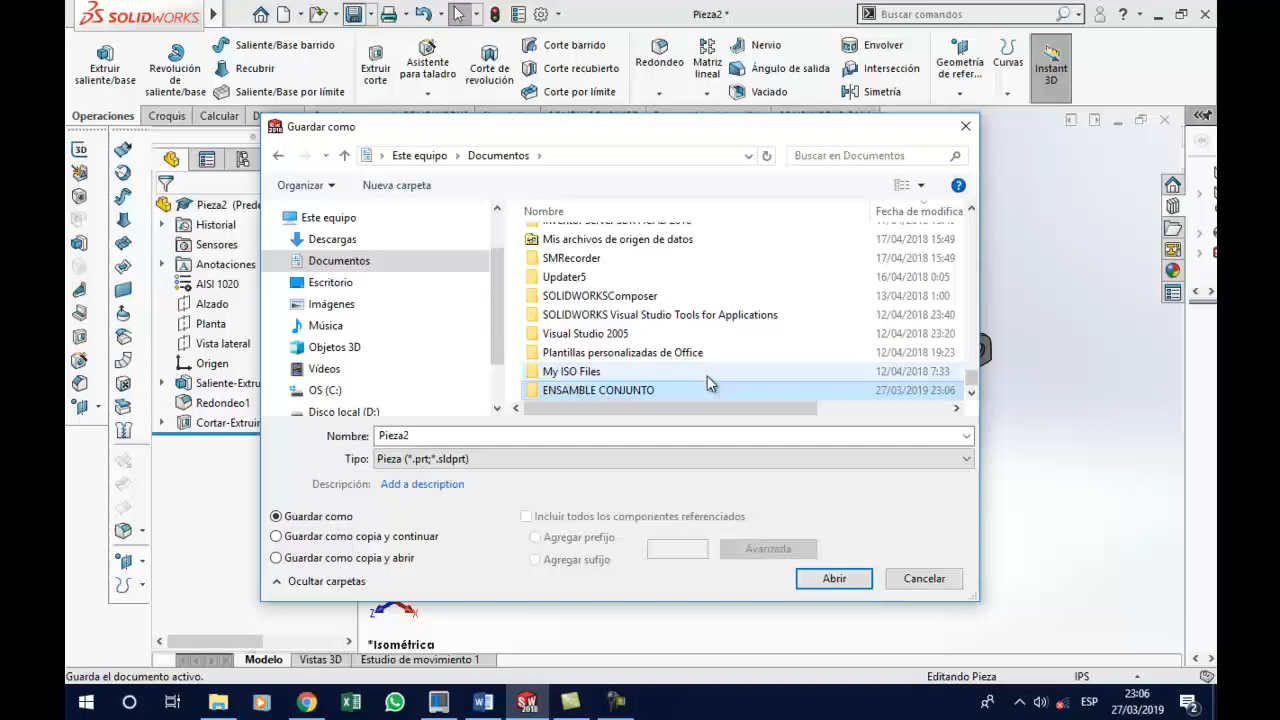 SOLIDWORKS
Pieza2 *
Buscar comandos
Extruir saliente/base
Revolución de saliente/base
Saliente/Base barrido
Recubrir
Saliente/Base por límite
Extruir corte
Asistente para taladro
Corte de revolución
Corte barrido
Corte recubierto
Corte por límite
Redondeo
Matriz lineal
Nervio
Ángulo de salida
Vaciado
Envolver
Intersección
Simetría
Geometría de refer...
Curvas
Instant 3D
Operaciones
Croquis
Calcular
Guardar como
Este equipo
Documentos
Buscar en Documentos
Organizar
Nueva carpeta
Pieza2 (Prede
Historial
Sensores
Anotaciones
AISI 1020
Alzado
Planta
Vista lateral
Origen
Saliente-Extru
Redondeo1
Cortar-Extruir
Este equipo
Descargas
Documentos
Escritorio
Imágenes
Música
Objetos 3D
Vídeos
OS (C:)
Disco local (D:)
Nombre
Fecha de modifica
Mis archivos de origen de datos 17/04/2018 15:49
SMRecorder 17/04/2018 15:49
Updater5 16/04/2018 0:05
SOLIDWORKSComposer 13/04/2018 1:00
SOLIDWORKS Visual Studio Tools for Applications 12/04/2018 23:40
Visual Studio 2005 12/04/2018 23:20
Plantillas personalizadas de Office 12/04/2018 19:23
My ISO Files 12/04/2018 7:33
ENSAMBLE CONJUNTO 27/03/2019 23:06
Nombre: Pieza2
Tipo: Pieza (*.prt;*.sldprt)
Descripción: Add a description
Guardar como
Guardar como copia y continuar
Guardar como copia y abrir
Incluir todos los componentes referenciados
Agregar prefijo
Agregar sufijo
Avanzada
Ocultar carpetas
Abrir
Cancelar
Z
X
*Isométrica
Modelo
Vistas 3D
Estudio de movimiento 1
Guarda el documento activo.
Editando Pieza
IPS
ESP
23:06
27/03/2019
2